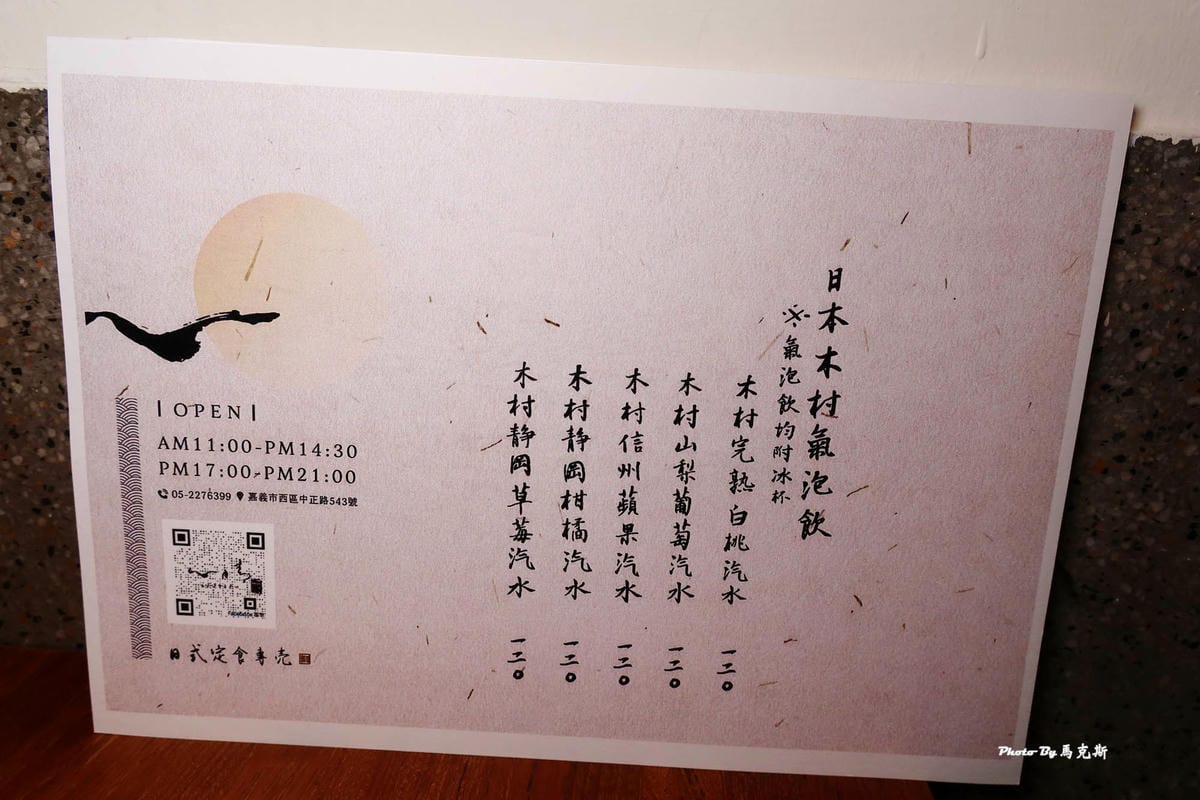 日本木村氣泡飲
※氣泡飲均附冰杯
木村完熟白桃汽水 一二〇
木村山梨葡萄汽水 一二〇
木村信州蘋果汽水 一二〇
木村静岡柑橘汽水 一二〇
木村静岡草莓汽水 一二〇
| OPEN |
AM11:00-PM14:30
PM17:00-PM21:00
05-2276399 嘉義市西區中正路543號
日式定食專売
Photo By 馬克斯